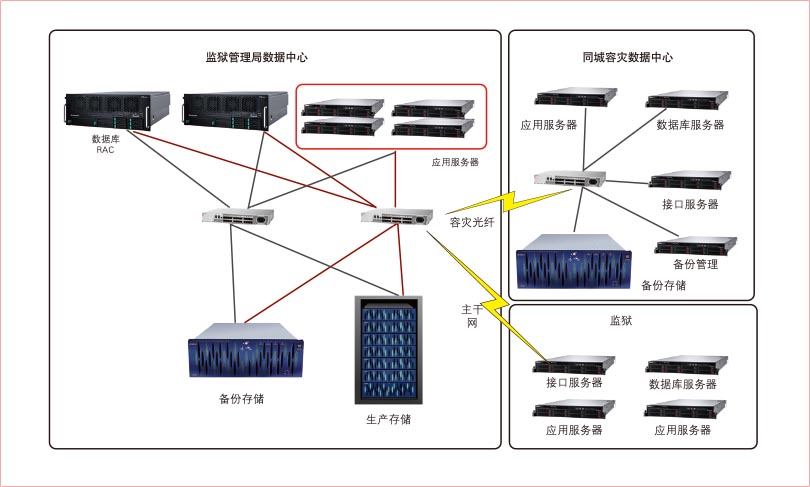 监狱管理局数据中心
同城容灾数据中心
数据库
RAC
应用服务器
应用服务器
数据库服务器
接口服务器
容灾光纤
备份管理
备份存储
主干
网
监狱
接口服务器
数据库服务器
应用服务器
应用服务器
备份存储
生产存储